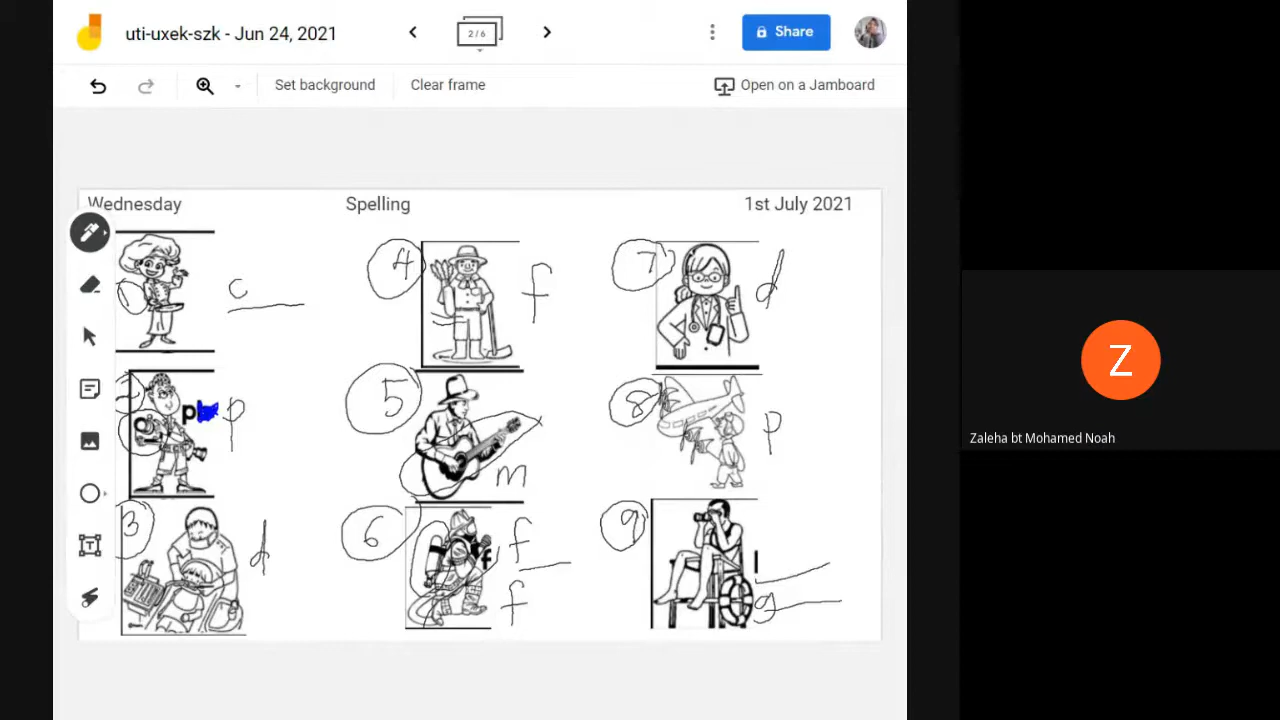 uti-uxek-szk - Jun 24, 2021
2/6
Share
Set background
Clear frame
Open on a Jamboard
Wednesday
Spelling
1st July 2021
c
4
f
7
d
p p
5
m
8
p
3
d
6
f f
f
9
l
g
Z
Zaleha bt Mohamed Noah